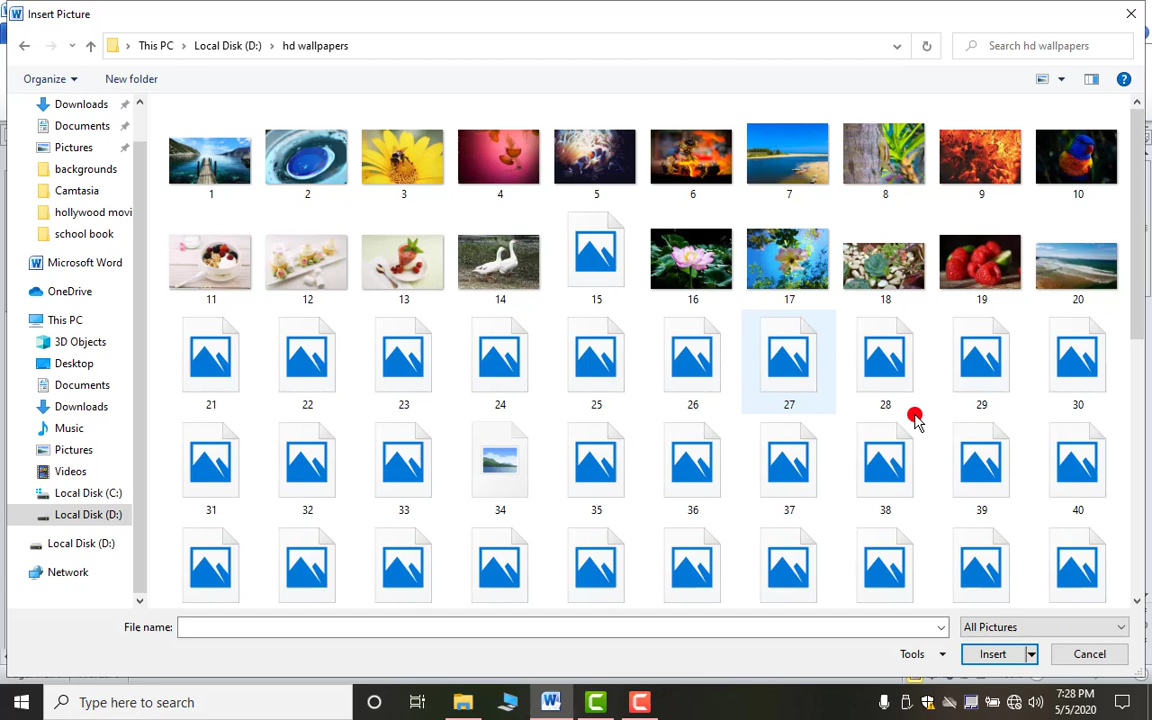 Insert Picture
This PC
Local Disk (D:)
hd wallpapers
Search hd wallpapers
Organize
New folder
Downloads
Documents
Pictures
backgrounds
Camtasia
hollywood movi
school book
Microsoft Word
OneDrive
This PC
3D Objects
Desktop
Documents
Downloads
Music
Pictures
Videos
Local Disk (C:)
Local Disk (D:)
Local Disk (D:)
Network
1 2 3 4 5 6 7 8 9 10
11 12 13 14 15 16 17 18 19 20
21 22 23 24 25 26 27 28 29 30
31 32 33 34 35 36 37 38 39 40
File name:
All Pictures
Tools
Insert
Cancel
Type here to search
7:28 PM
5/5/2020